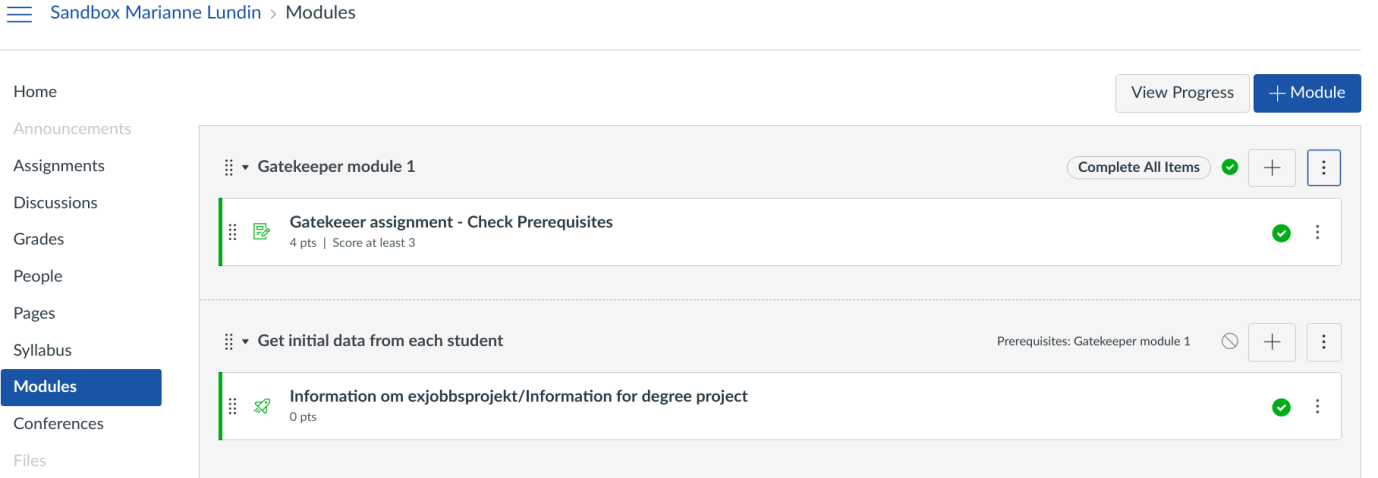 Sandbox Marianne Lundin > Modules
View Progress
+ Module
Home
Announcements
Assignments
Discussions
Grades
People
Pages
Syllabus
Modules
Conferences
Files
Gatekeeper module 1
Complete All Items
Gatekeeer assignment - Check Prerequisites
4 pts | Score at least 3
Get initial data from each student
Prerequisites: Gatekeeper module 1
Information om exjobbsprojekt/Information for degree project
0 pts